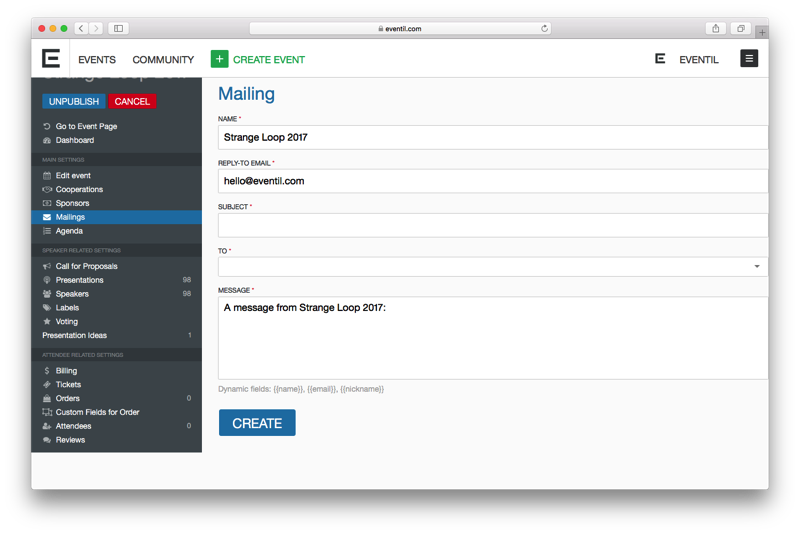 eventil.com
EVENTS
COMMUNITY
+ CREATE EVENT
EVENTIL
UNPUBLISH
CANCEL
Go to Event Page
Dashboard
MAIN SETTINGS
Edit event
Cooperations
Sponsors
Mailings
Agenda
SPEAKER RELATED SETTINGS
Call for Proposals
Presentations 98
Speakers 98
Labels
Voting
Presentation Ideas 1
ATTENDEE RELATED SETTINGS
Billing
Tickets
Orders 0
Custom Fields for Order
Attendees 0
Reviews
Mailing
NAME *
Strange Loop 2017
REPLY-TO EMAIL *
hello@eventil.com
SUBJECT *
TO *
MESSAGE *
A message from Strange Loop 2017:
Dynamic fields: {{name}}, {{email}}, {{nickname}}
CREATE